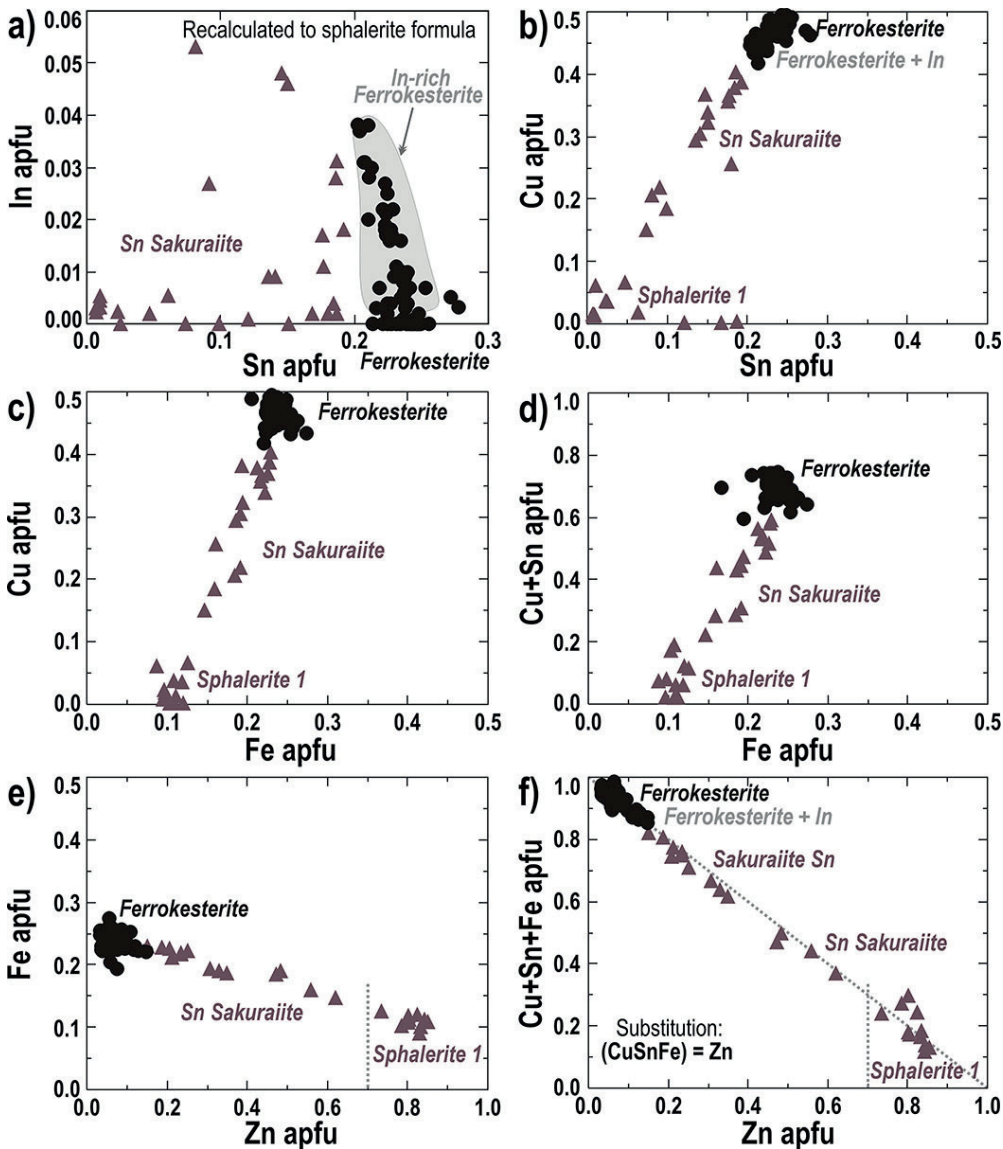 a)
Recalculated to sphalerite formula
0.06
0.05
0.04
0.03
0.02
0.01
0.00
In apfu
In-rich
Ferrokesterite
Sn Sakuraiite
0.0
0.1
0.2
0.3
Sn apfu
Ferrokesterite
b)
0.5
0.4
0.3
0.2
0.1
0.0
Cu apfu
Ferrokesterite
Ferrokesterite + In
Sn Sakuraiite
Sphalerite 1
0.0
0.1
0.2
0.3
0.4
0.5
Sn apfu
c)
0.5
0.4
0.3
0.2
0.1
0.0
Cu apfu
Ferrokesterite
Sn Sakuraiite
Sphalerite 1
0.0
0.1
0.2
0.3
0.4
0.5
Fe apfu
d)
1.0
0.8
0.6
0.4
0.2
0.0
Cu+Sn apfu
Ferrokesterite
Sn Sakuraiite
Sphalerite 1
0.0
0.1
0.2
0.3
0.4
0.5
Fe apfu
e)
0.5
0.4
0.3
0.2
0.1
0.0
Fe apfu
Ferrokesterite
Sn Sakuraiite
Sphalerite 1
0.0
0.2
0.4
0.6
0.8
1.0
Zn apfu
f)
1.0
0.8
0.6
0.4
0.2
0.0
Cu+Sn+Fe apfu
Ferrokesterite
Ferrokesterite + In
Sakuraiite Sn
Sn Sakuraiite
Substitution:
(CuSnFe) = Zn
Sphalerite 1
0.0
0.2
0.4
0.6
0.8
1.0
Zn apfu